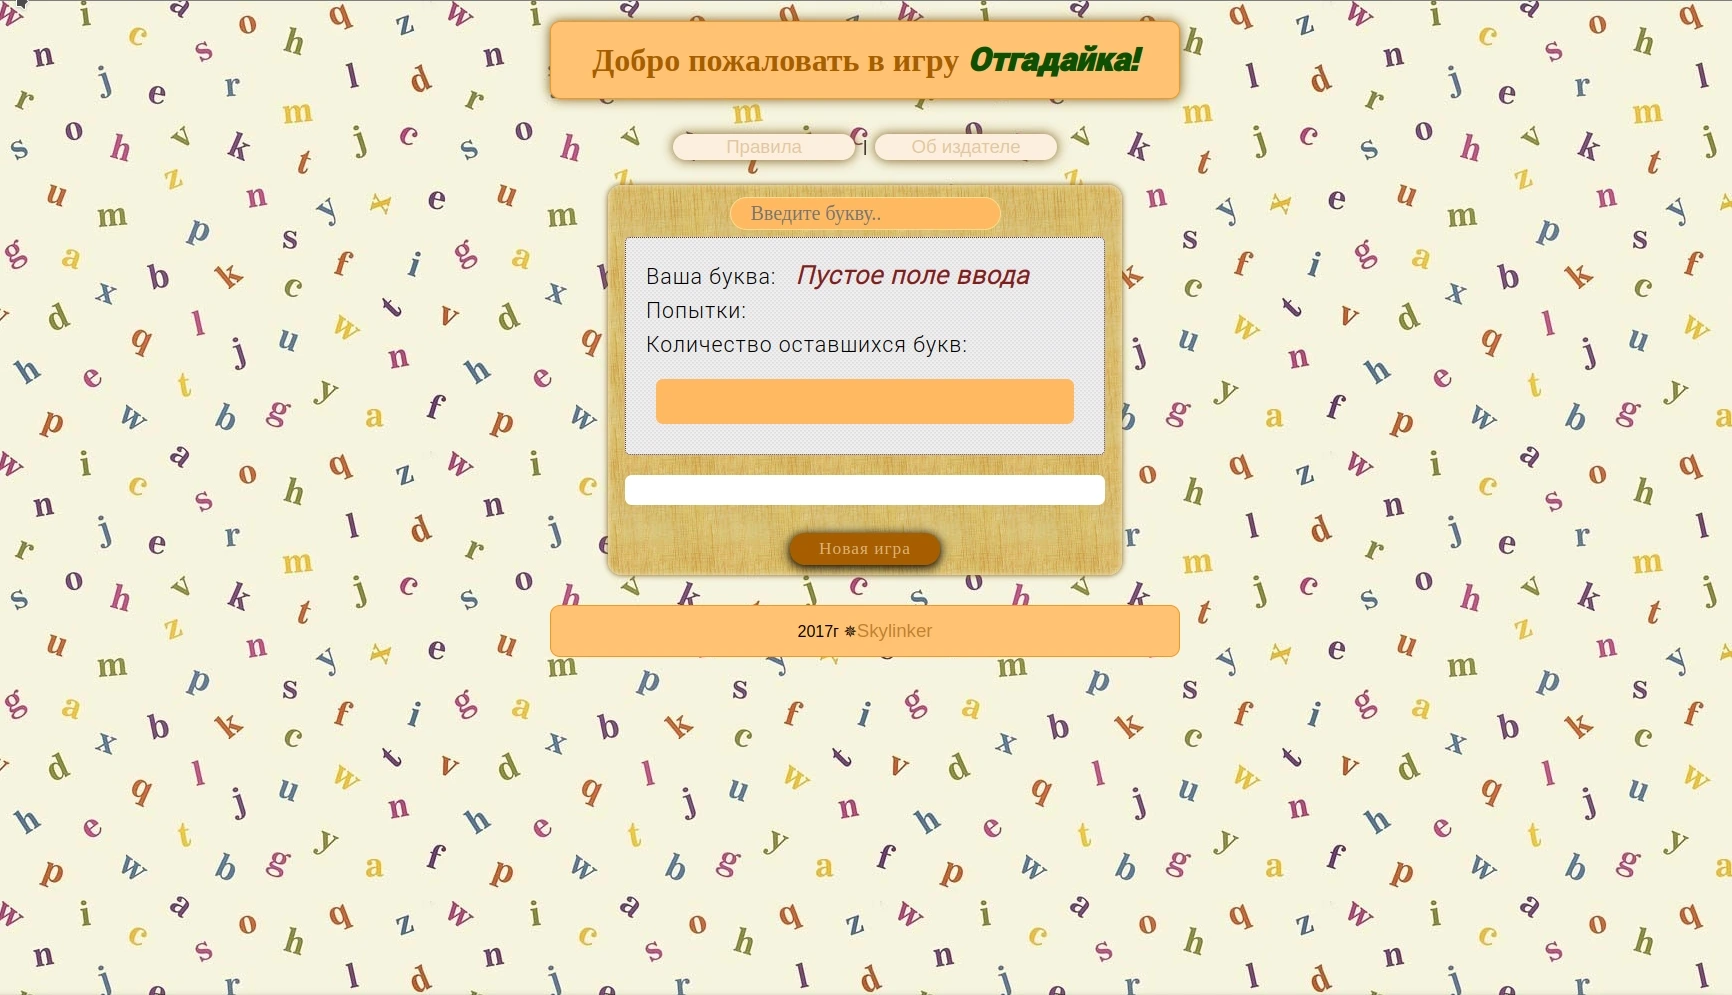 Добро пожаловать в игру Отгадайка!
Правила | Об издателе
Введите букву..
Ваша буква: Пустое поле ввода
Попытки:
Количество оставшихся букв:
Новая игра
2017г ✵Skylinker